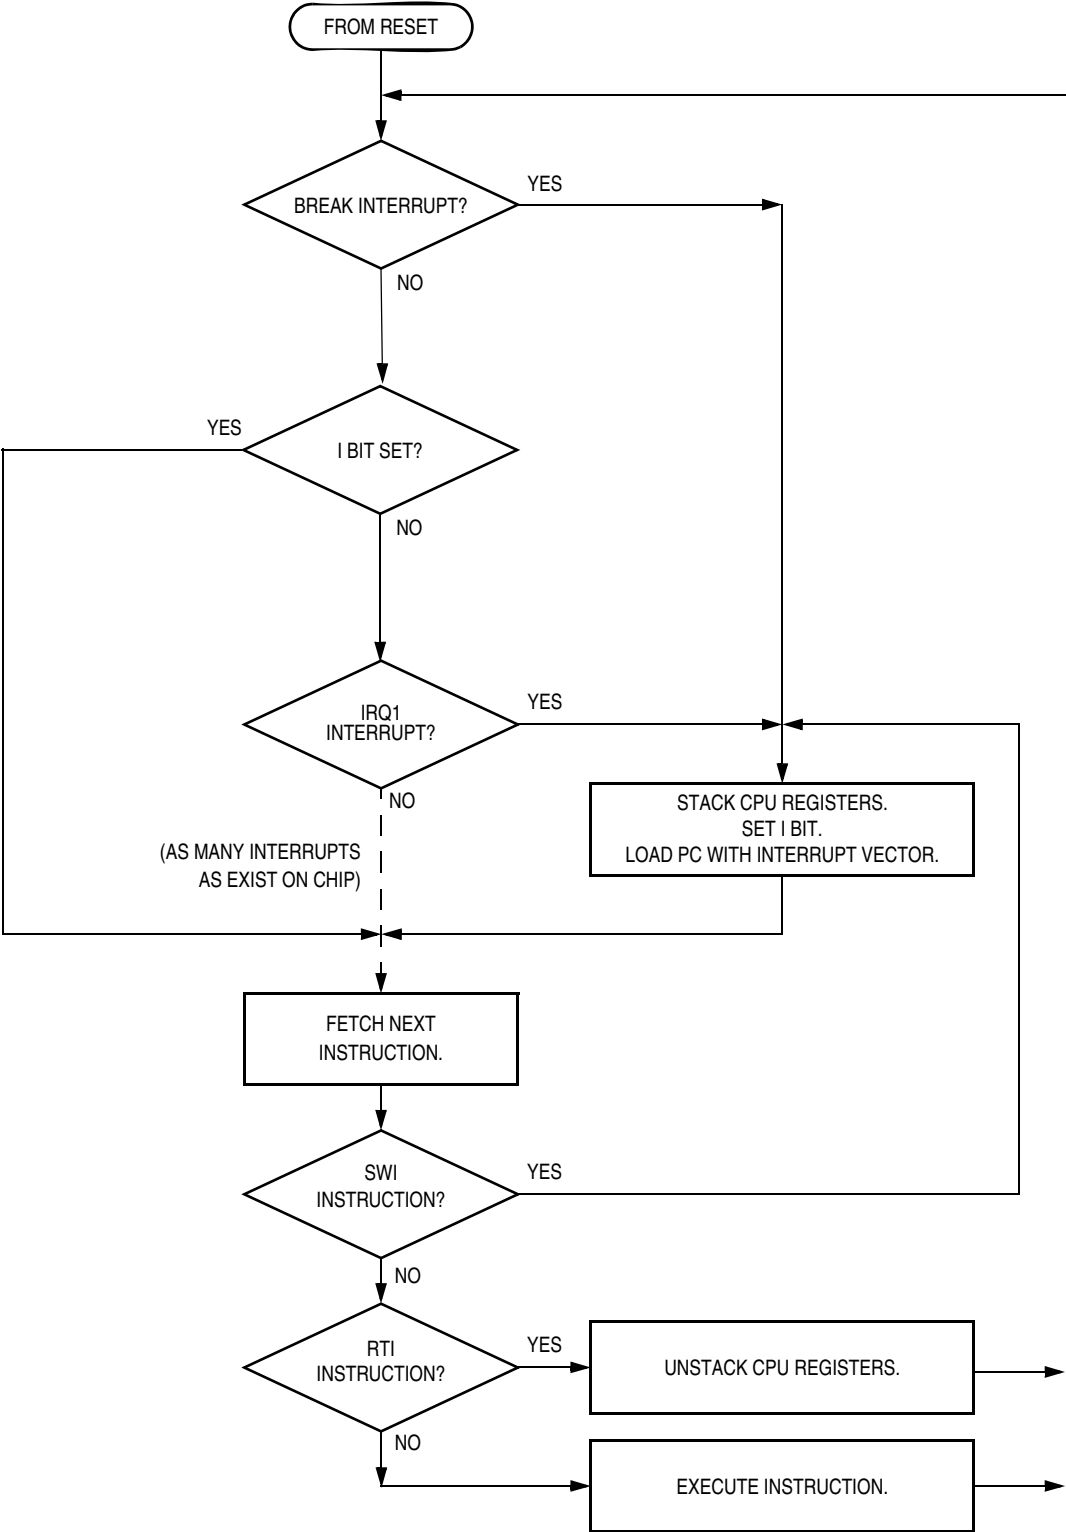 FROM RESET
BREAK INTERRUPT?
YES
NO
YES
I BIT SET?
NO
IRQ1
INTERRUPT?
YES
NO
STACK CPU REGISTERS.
SET I BIT.
LOAD PC WITH INTERRUPT VECTOR.
(AS MANY INTERRUPTS
AS EXIST ON CHIP)
FETCH NEXT
INSTRUCTION.
SWI
INSTRUCTION?
YES
NO
RTI
INSTRUCTION?
YES
UNSTACK CPU REGISTERS.
NO
EXECUTE INSTRUCTION.